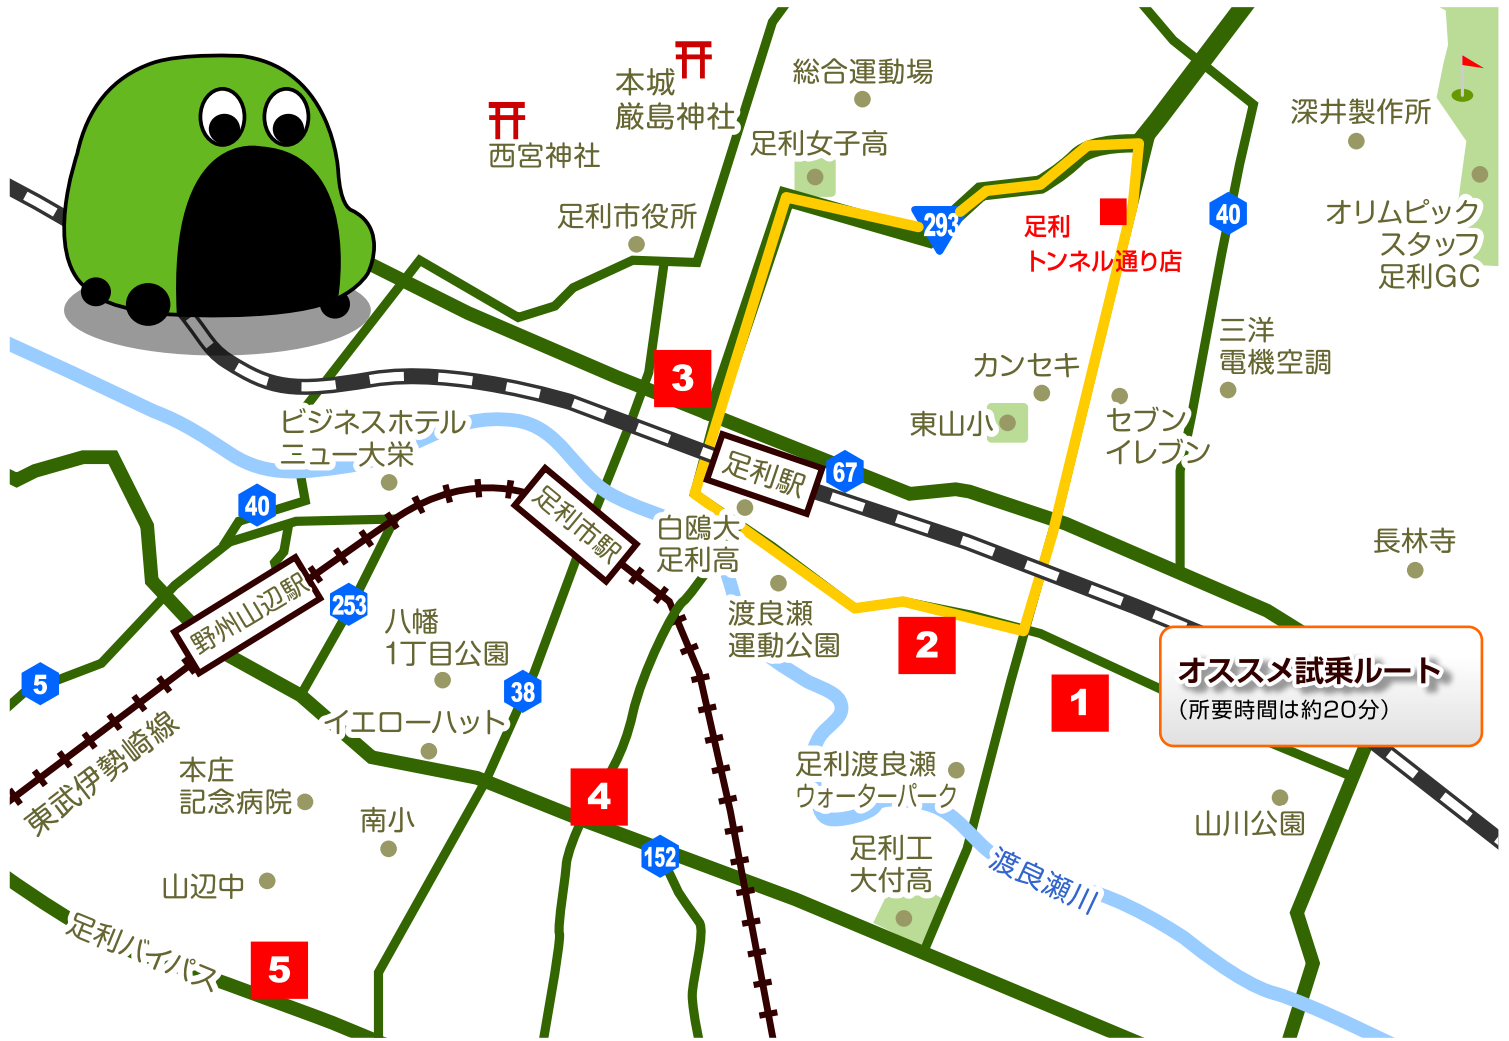 総合運動場
本城
厳島神社
西宮神社
足利女子高
深井製作所
足利市役所
293
40
足利
トンネル通り店
オリムピック
スタッフ
足利GC
三洋
電機空調
カンセキ
3
東山小
セブン
イレブン
ビジネスホテル
三ュー大栄
足利駅
67
40
足利市駅
白鴎大
足利高
長林寺
253
野州山辺駅
八幡
1丁目公園
渡良瀬
運動公園
2
オススメ試乗ルート
(所要時間は約20分)
5
38
1
イエローハット
東武伊勢崎線
本庄
記念病院
4
足利渡良瀬
ウォーターパーク
南小
山川公園
152
足利工
大付高
渡良瀬川
山辺中
足利バイパス
5